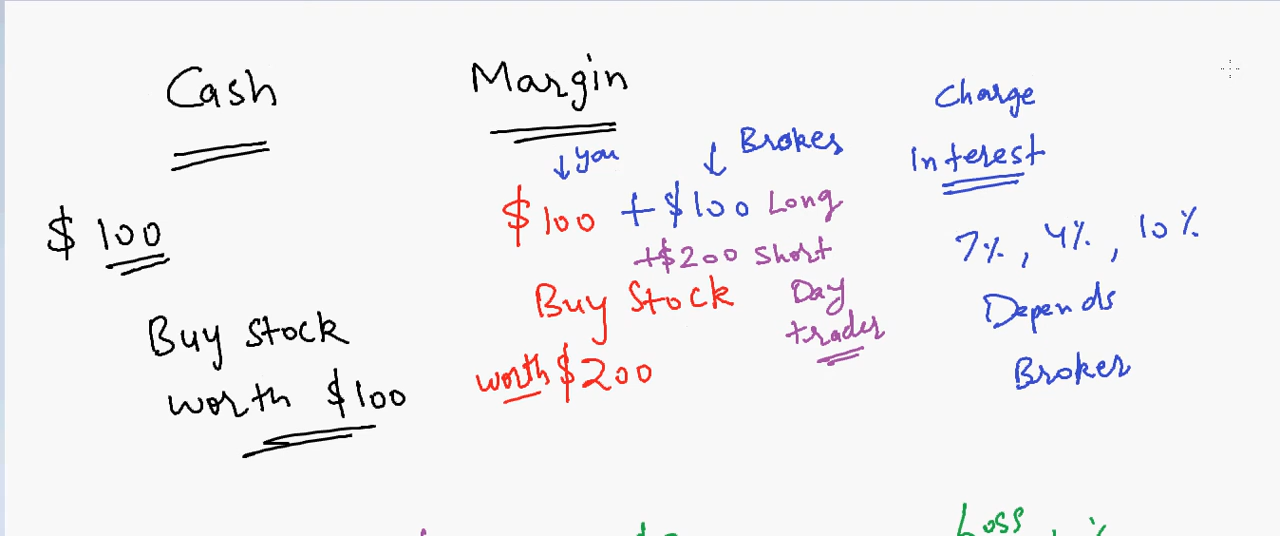 Cash
$ 100
Buy stock
worth $100
Margin
↓ you
↓ Brokes
$100 + $100 Long
+$200 short
Buy Stock
Day
trader
worth $200
Charge
Interest
7%, 4%, 10%
Depends
Broker
Loss